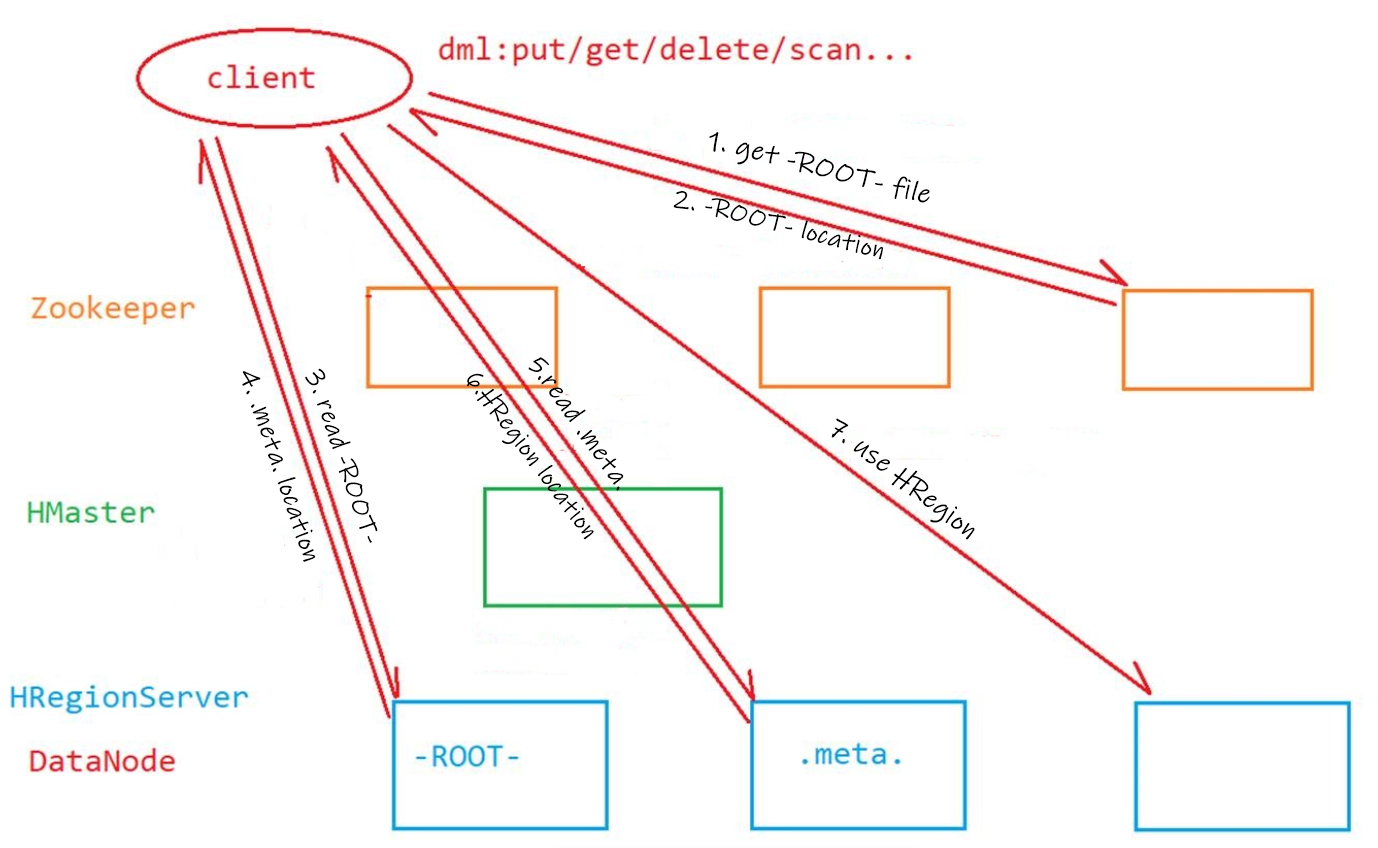 client
dml:put/get/delete/scan...
1. get -ROOT- file
2. -ROOT- location
Zookeeper
4. .meta. location
3. read -ROOT-
6.HRegion location
5.read .meta.
7. use HRegion
HMaster
HRegionServer
DataNode
-ROOT-
.meta.